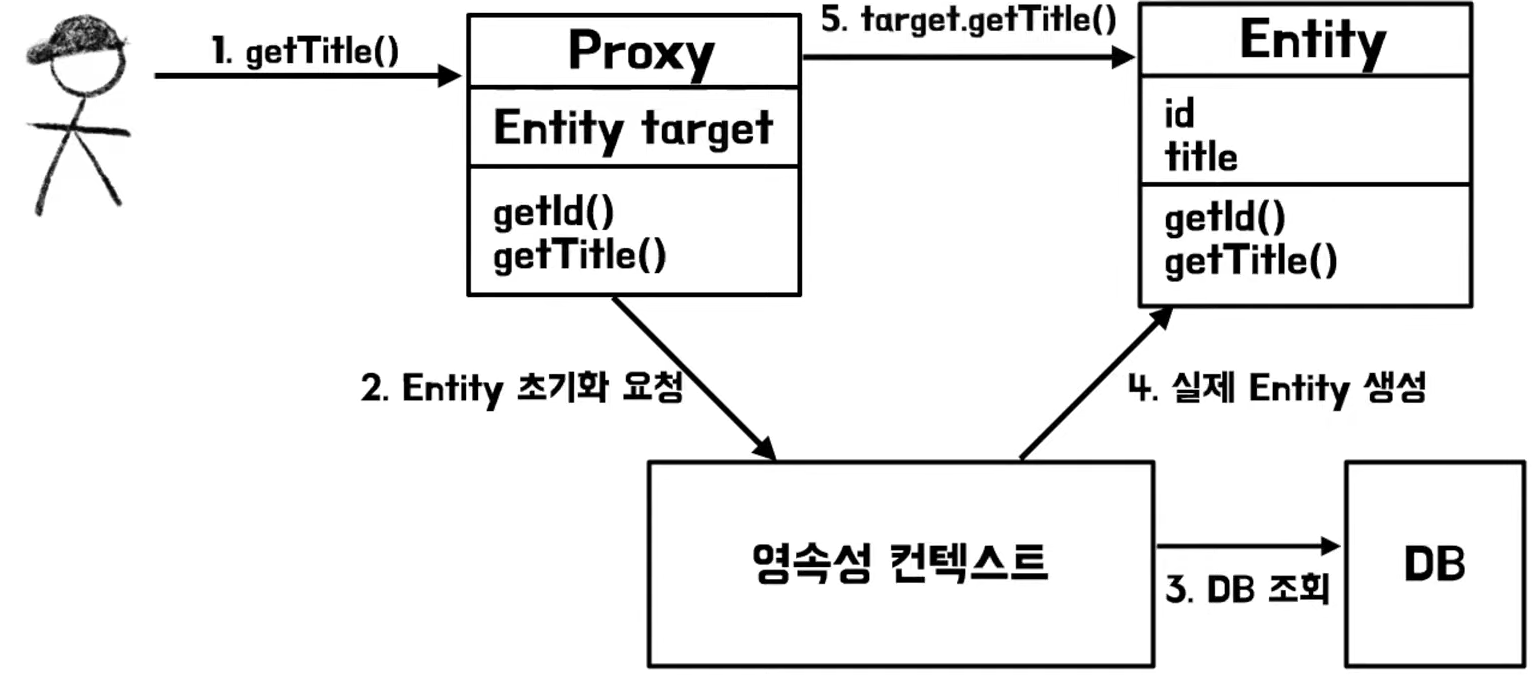 1. getTitle()
Proxy
Entity target
getId()
getTitle()
5. target.getTitle()
Entity
id
title
getId()
getTitle()
2. Entity 초기화 요청
4. 실제 Entity 생성
영속성 컨텍스트
3. DB 조회
DB